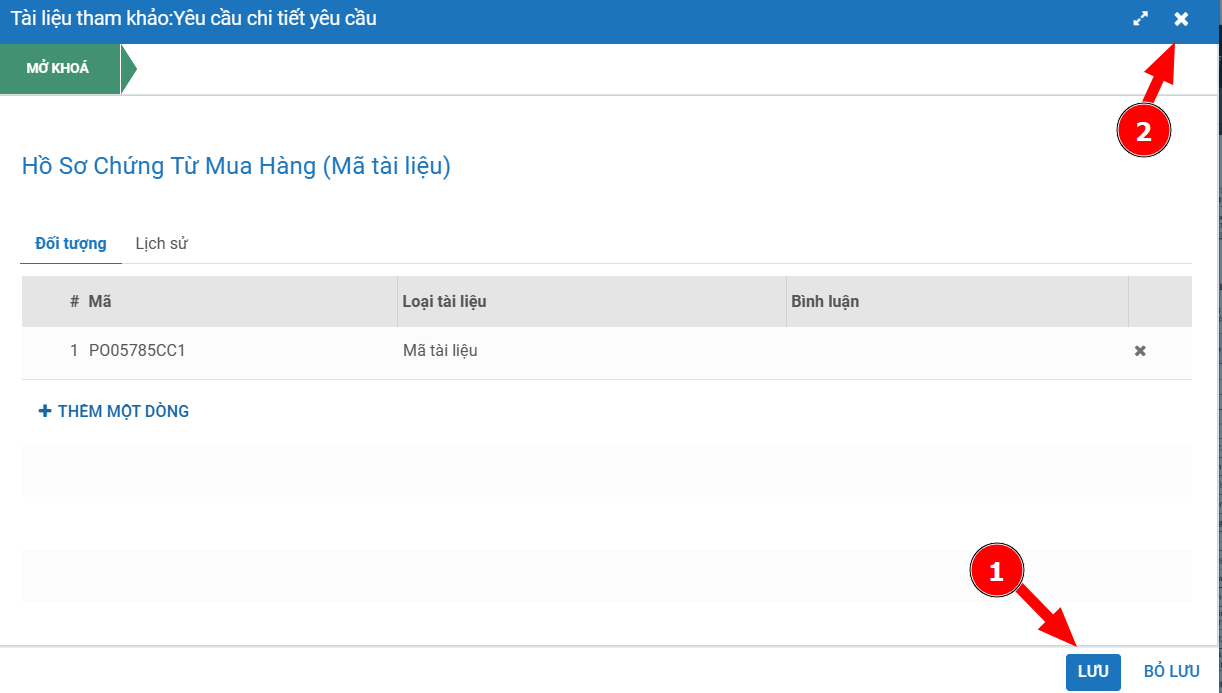 Tài liệu tham khảo:Yêu cầu chi tiết yêu cầu
MỞ KHOÁ
2
Hồ Sơ Chứng Từ Mua Hàng (Mã tài liệu)
Đối tượng Lịch sử
# Mã Loại tài liệu Bình luận
1 PO05785CC1 Mã tài liệu
THÊM MỘT DÒNG
1
LƯU BỎ LƯU